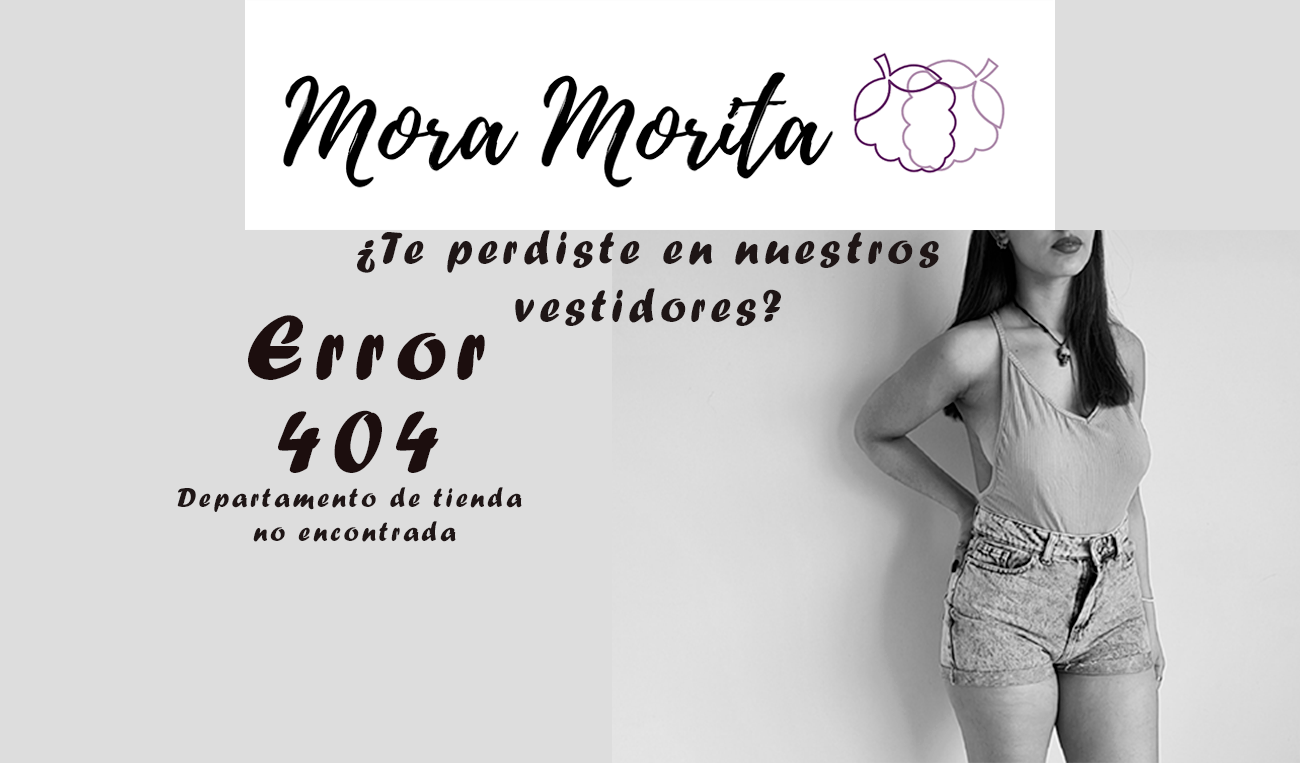 Mora Morita
¿Te perdiste en nuestros
vestidores?
Error
404
Departamento de tienda
no encontrada